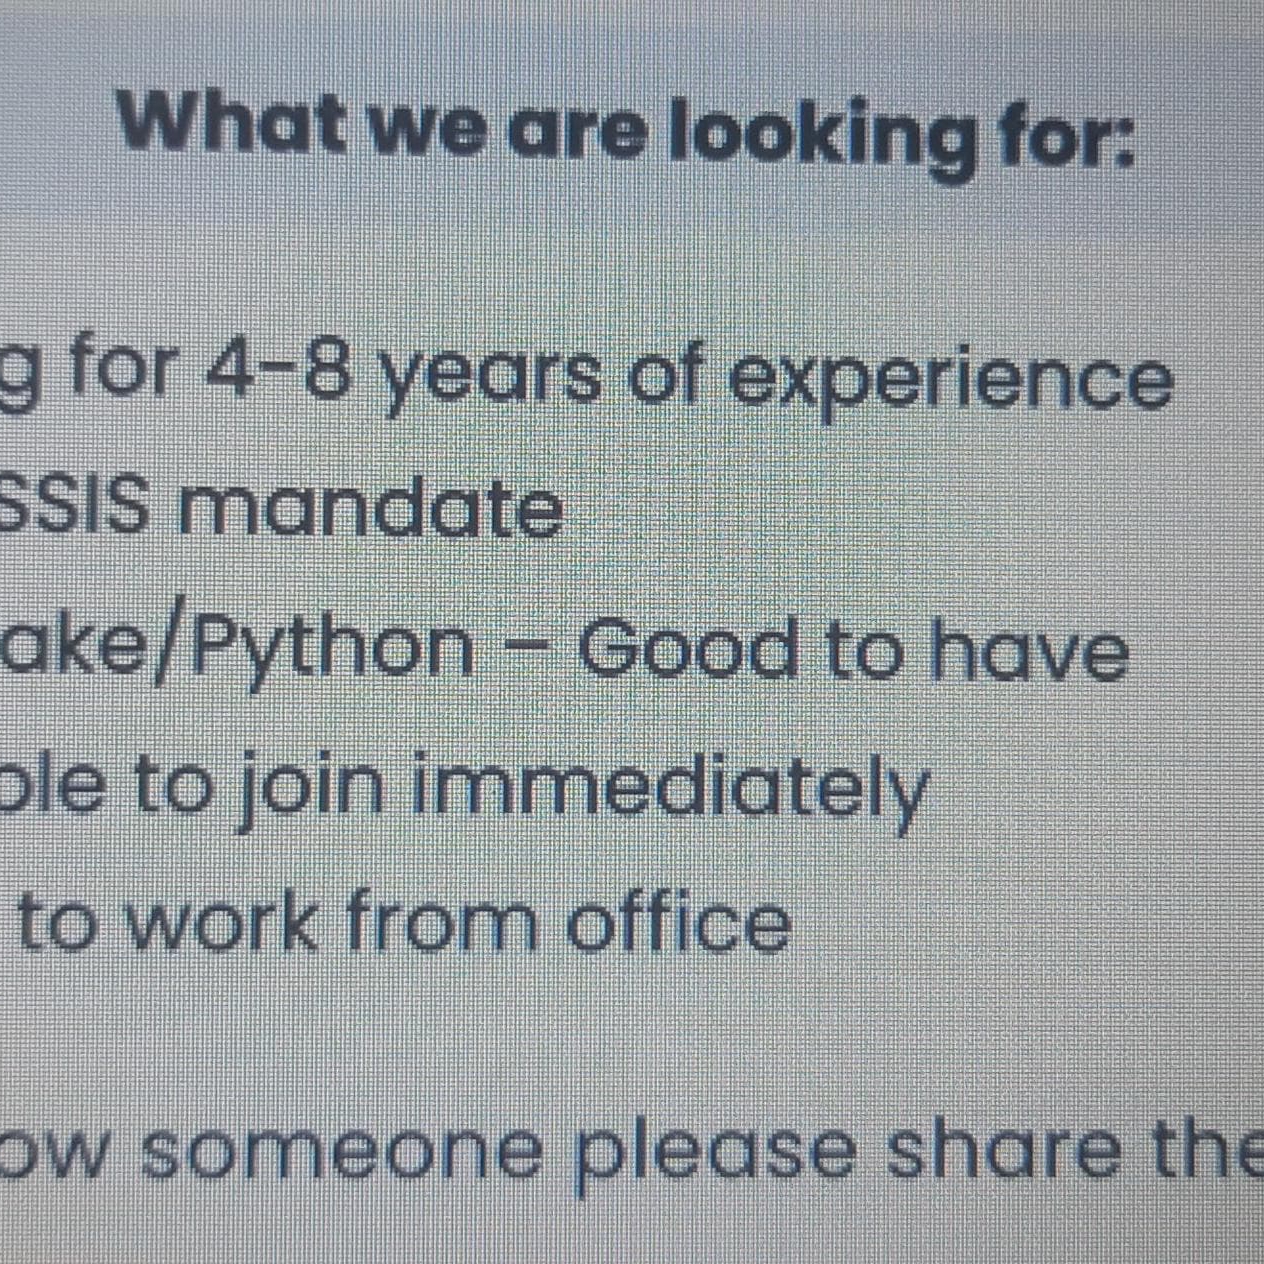 What we are looking for:
g for 4-8 years of experience
SSIS mandate
ake/Python – Good to have
ble to join immediately
to work from office
ow someone please share the